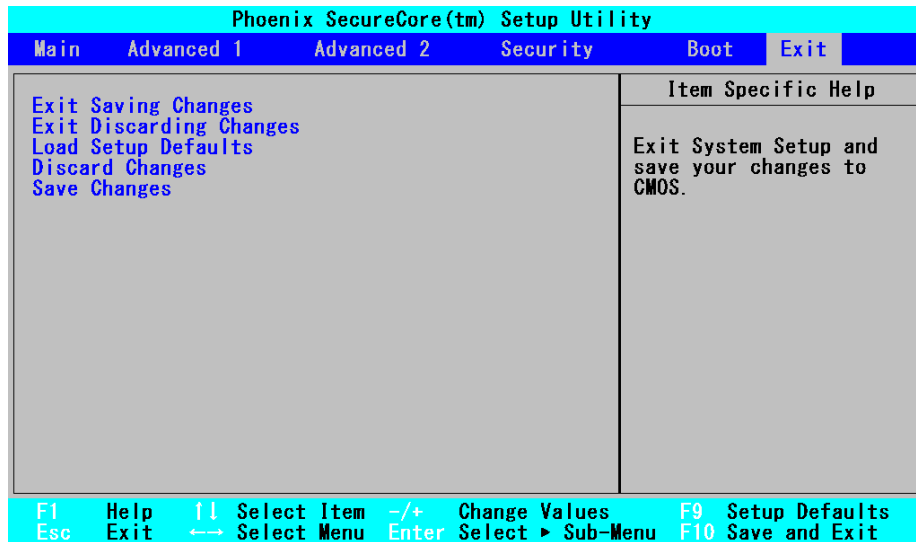 Phoenix SecureCore(tm) Setup Utility
Main Advanced 1 Advanced 2 Security Boot Exit
Item Specific Help
Exit Saving Changes
Exit Discarding Changes
Load Setup Defaults
Discard Changes
Save Changes
Exit System Setup and
save your changes to
CMOS.
F1 Help ↑↓ Select Item -/+ Change Values F9 Setup Defaults
Esc Exit ←→ Select Menu Enter Select ► Sub-Menu F10 Save and Exit